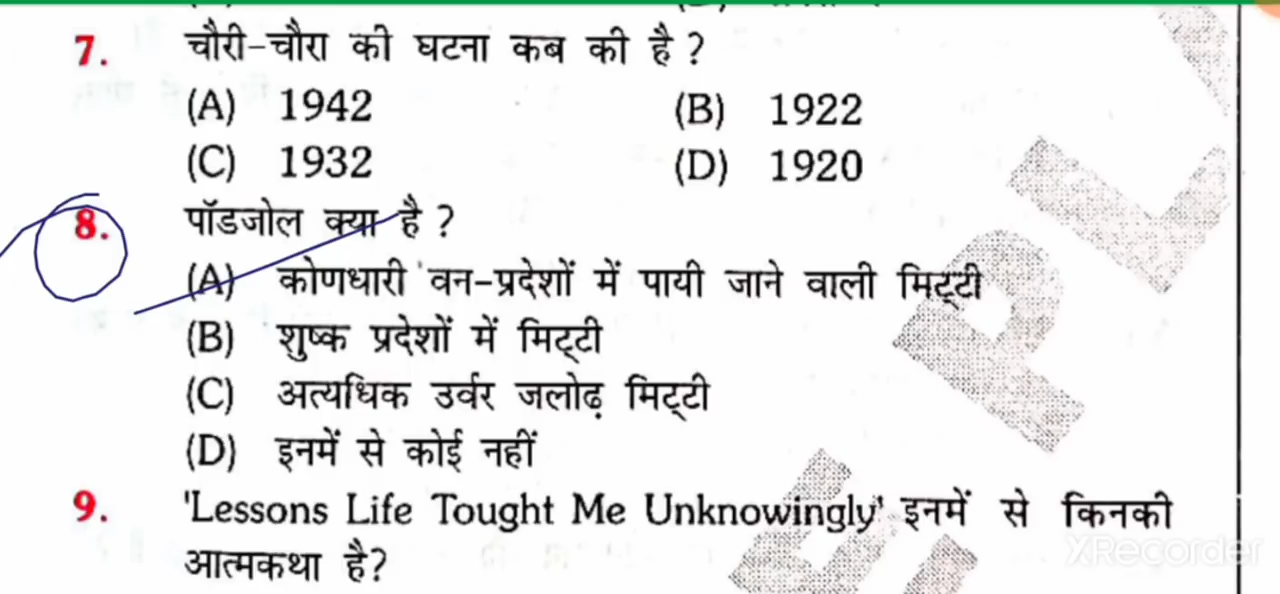 7. चौरी-चौरा की घटना कब की है ?
(A) 1942 (B) 1922
(C) 1932 (D) 1920
8. पॉडजोल क्या है ?
(A) कोणधारी वन-प्रदेशों में पायी जाने वाली मिट्टी
(B) शुष्क प्रदेशों में मिट्टी
(C) अत्यधिक उर्वर जलोढ़ मिट्टी
(D) इनमें से कोई नहीं
9. 'Lessons Life Tought Me Unknowingly' इनमें से किनकी
आत्मकथा है?
XRecorder